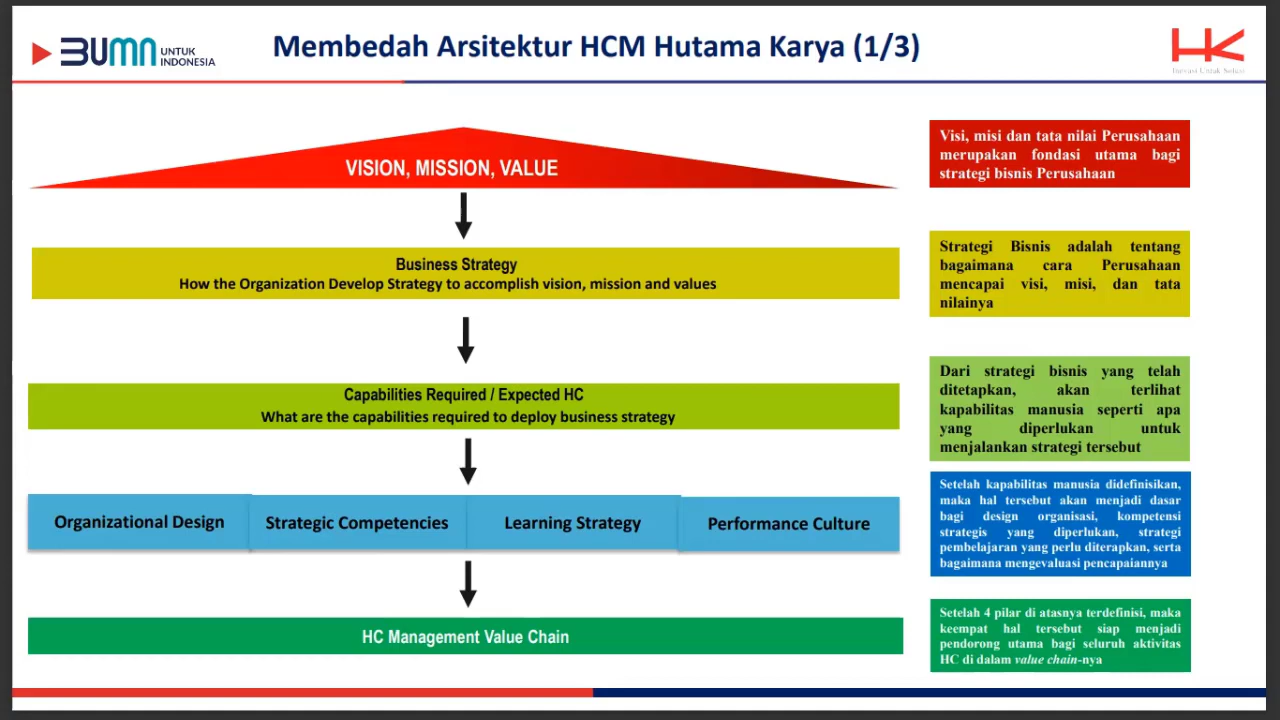 BUMN UNTUK
INDONESIA
Membedah Arsitektur HCM Hutama Karya (1/3)
HK
Inovasi Untuk Solusi
VISION, MISSION, VALUE
Visi, misi dan tata nilai Perusahaan
merupakan fondasi utama bagi
strategi bisnis Perusahaan
Business Strategy
How the Organization Develop Strategy to accomplish vision, mission and values
Strategi Bisnis adalah tentang
bagaimana cara Perusahaan
mencapai visi, misi, dan tata
nilainya
Capabilities Required / Expected HC
What are the capabilities required to deploy business strategy
Dari strategi bisnis yang telah
ditetapkan, akan terlihat
kapabilitas manusia seperti apa
yang diperlukan untuk
menjalankan strategi tersebut
Organizational Design
Strategic Competencies
Learning Strategy
Performance Culture
Setelah kapabilitas manusia didefinisikan,
maka hal tersebut akan menjadi dasar
bagi design organisasi, kompetensi
strategis yang diperlukan, strategi
pembelajaran yang perlu diterapkan, serta
bagaimana mengevaluasi pencapaiannya
HC Management Value Chain
Setelah 4 pilar di atasnya terdefinisi, maka
keempat hal tersebut siap menjadi
pendorong utama bagi seluruh aktivitas
HC di dalam value chain-nya